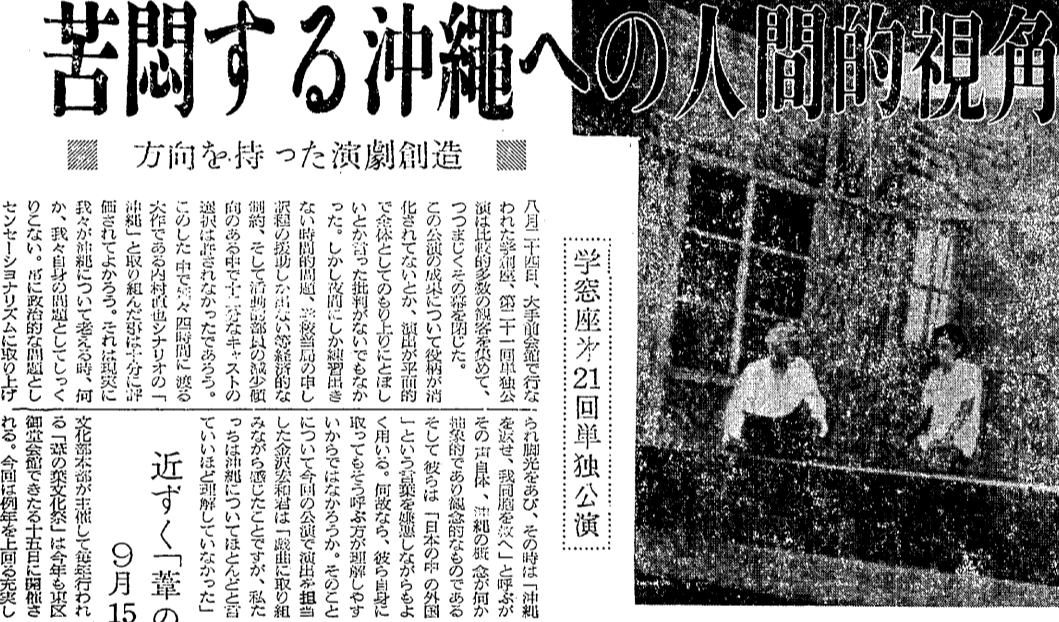 苦悶する沖縄への人間的視角
方向を持った演劇創造
学窓座第21回単独公演
八月二十四日、大手前会館で行な
われた学窓座、第二十一回単独公
演は比較的多数の観客を集めて、
つつましくその幕を閉じた。
この公演の成果について役柄が消
化されてないとか、演出が平面的
で全体としてのもり上りにとぼし
いとか言った批判がないでもなか
った。しかし夜間にしか練習出来
ない時間的問題、学校当局の申し
訳程の援助しか出ない等経済的な
制約、そして活動的部員の減少傾
向のある中で十二分なキャストの
選択は許されなかったであろう。
このした中で 四時間に渡る
大作である内村直也シナリオの「
沖縄」と取り組んだ事は十分に評
価されてよかろう。それは現実に
我々が沖縄について考える時、何
か、我々自身の問題としてしっく
りこない。常に政治的な問題とし
センセーショナリズムに取り上げ
られ脚光をあび、その時は「沖縄
を返せ、我同胞を救へ」と呼ぶが
その声自体、沖縄の概念が何か
抽象的であり観念的なものである
そして彼らは「日本の中の外国
」という言葉を嫌悪しながらもよ
く用いる。何故なら、彼ら自身に
取ってもそう呼ぶ方が理解しやす
いからではなかろうか。そのこと
について今回の公演で演出を担当
した金沢宏和君は「戯曲に取り組
みながら感じたことですが、私た
ちは沖縄についてほとんどと言
っていいほど理解していなかった」
近ずく「葦の
9月15
文化部本部が主催して毎年行われ
る「葦の葉文化祭」は今年も東区
御堂会館できたる十五日に開催さ
れる。今回は例年を上回る充実し